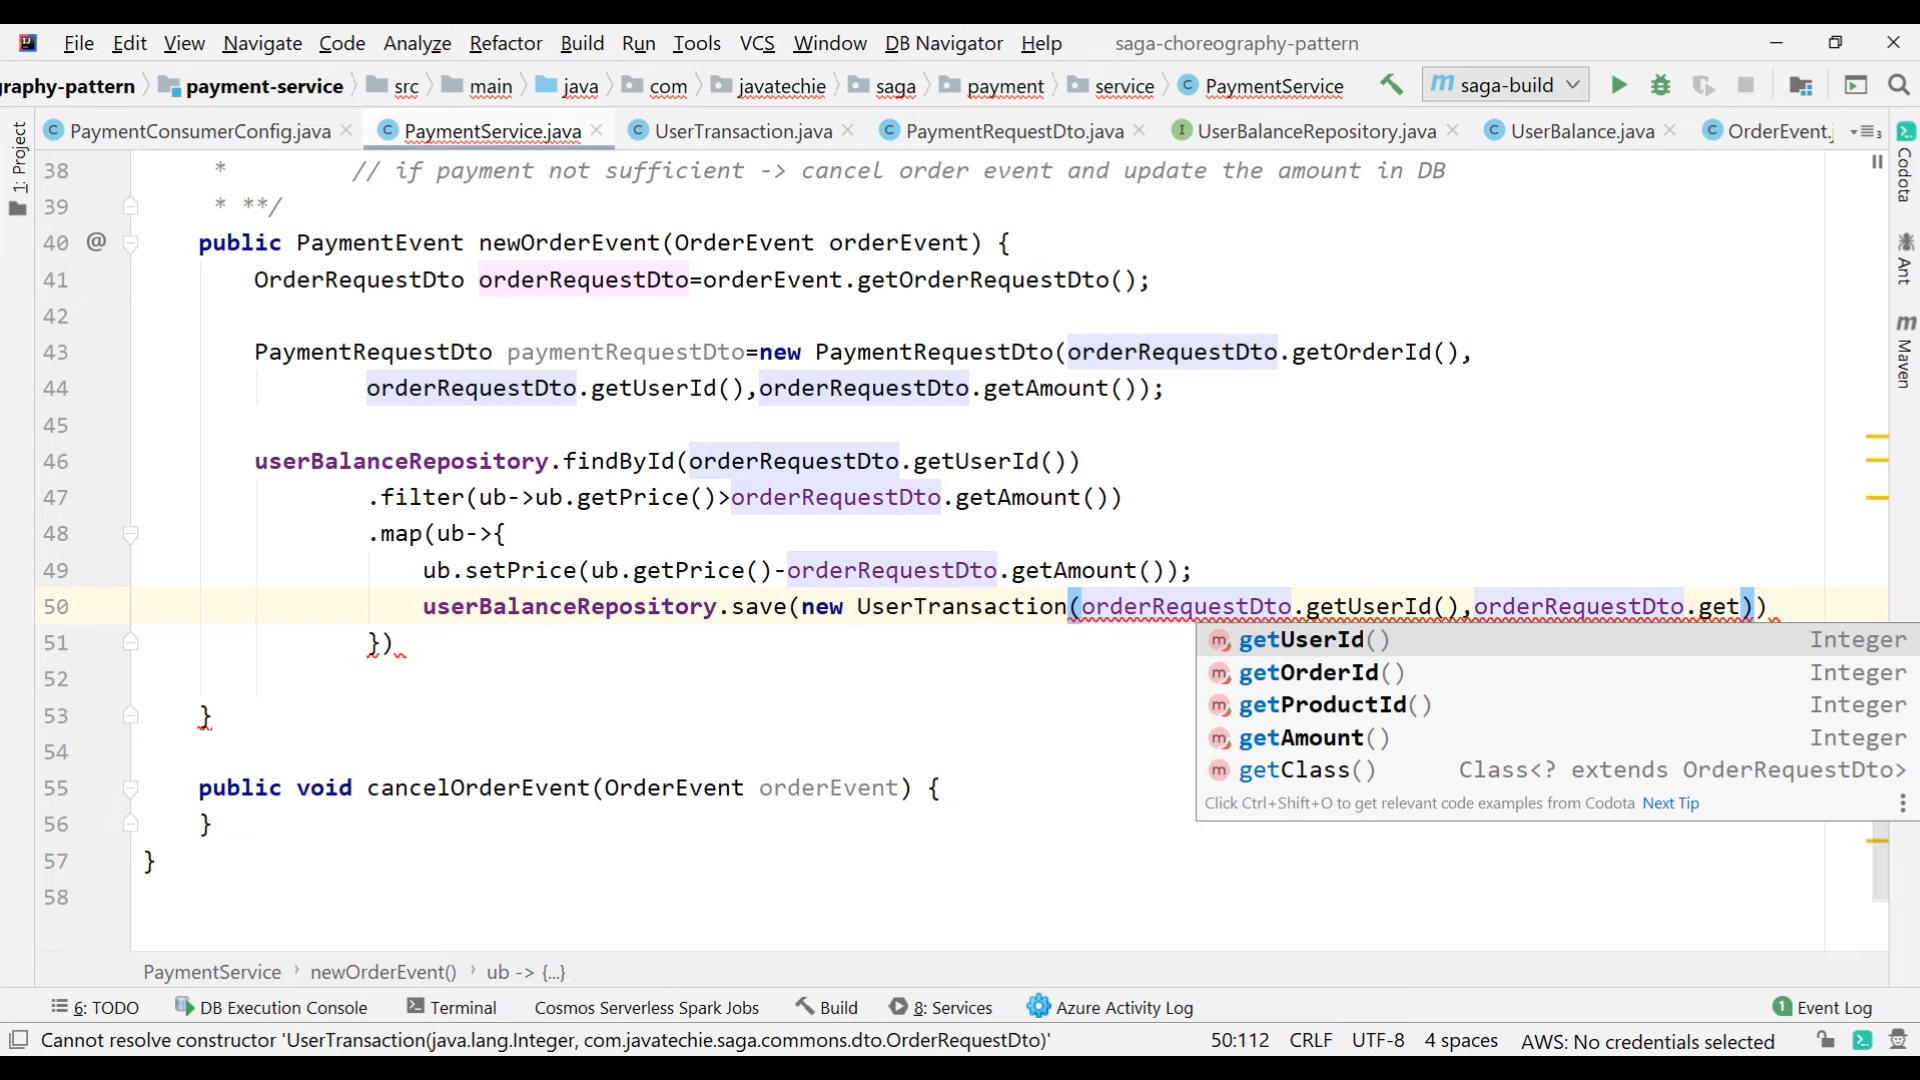 File Edit View Navigate Code Analyze Refactor Build Run Tools VCS Window DB Navigator Help saga-choreography-pattern
graphy-pattern payment-service src main java com javatechie saga payment service PaymentService saga-build
PaymentConsumerConfig.java PaymentService.java UserTransaction.java PaymentRequestDto.java UserBalanceRepository.java UserBalance.java OrderEvent.j
1: Project
Codota
Ant
Maven
38 * // if payment not sufficient -> cancel order event and update the amount in DB
39 * **/
40 @ public PaymentEvent newOrderEvent(OrderEvent orderEvent) {
41 OrderRequestDto orderRequestDto=orderEvent.getOrderRequestDto();
42
43 PaymentRequestDto paymentRequestDto=new PaymentRequestDto(orderRequestDto.getOrderId(),
44 orderRequestDto.getUserId(),orderRequestDto.getAmount());
45
46 userBalanceRepository.findById(orderRequestDto.getUserId())
47 .filter(ub->ub.getPrice()>orderRequestDto.getAmount())
48 .map(ub->{
49 ub.setPrice(ub.getPrice()-orderRequestDto.getAmount());
50 userBalanceRepository.save(new UserTransaction(orderRequestDto.getUserId(),orderRequestDto.get))
51 })
52
53 }
54
55 public void cancelOrderEvent(OrderEvent orderEvent) {
56 }
57 }
58
getUserId() Integer
getOrderId() Integer
getProductId() Integer
getAmount() Integer
getClass() Class<? extends OrderRequestDto>
Click Ctrl+Shift+O to get relevant code examples from Codota Next Tip
PaymentService newOrderEvent() ub -> {...}
6: TODO DB Execution Console Terminal Cosmos Serverless Spark Jobs Build 8: Services Azure Activity Log 1 Event Log
Cannot resolve constructor 'UserTransaction(java.lang.Integer, com.javatechie.saga.commons.dto.OrderRequestDto)' 50:112 CRLF UTF-8 4 spaces AWS: No credentials selected